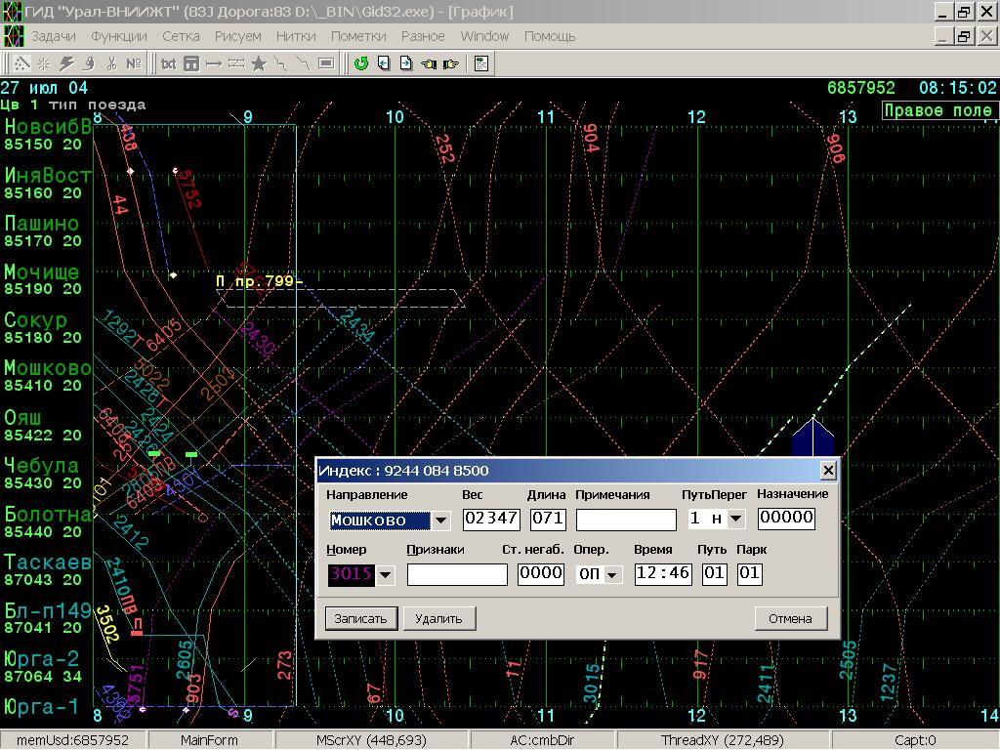 ГИД "Урал-ВНИИЖТ" (83) Дорога:83 D:\_BIN\Gid32.exe) - [График]
Задачи Функции Сетка Рисуем Нитки Пометки Разное Window Помощь
№ txt
27 июл 04 6857952 08:15:02
Цв 1 тип поезда Правое поле
8 9 10 11 12 13
НовсибВ
85150 20
438 252 904 906
ИняВост
85160 20
5752
44
Пашино
85170 20
Мочище
85190 20
П пр.799-
Сокур
85180 20
1292 6405 2430 2434
Мошково
85410 20
5022 2503
2428
Ояш
85422 20
2424
Чебула
85430 20
4301
Болотна
85440 20
2412
Таскаев
87043 20
2410ПВ
Бл-п149
87041 20
3502
Юрга-2
87064 34
5751 2605 903 273 67 11 3015 917 2411 2505 1237
Юрга-1
8 9 10 11 12 13 14
Индекс : 9244 084 8500
Направление Вес Длина Примечания ПутьПерег Назначение
Мошково 02347 071 1 н 00000
Номер Признаки Ст. негаб. Опер. Время Путь Парк
3015 0000 ОП 12:46 01 01
Записать Удалить Отмена
memUsd:6857952 MainForm MScrXY (448,693) AC:cmbDir ThreadXY (272,489) Capt:0